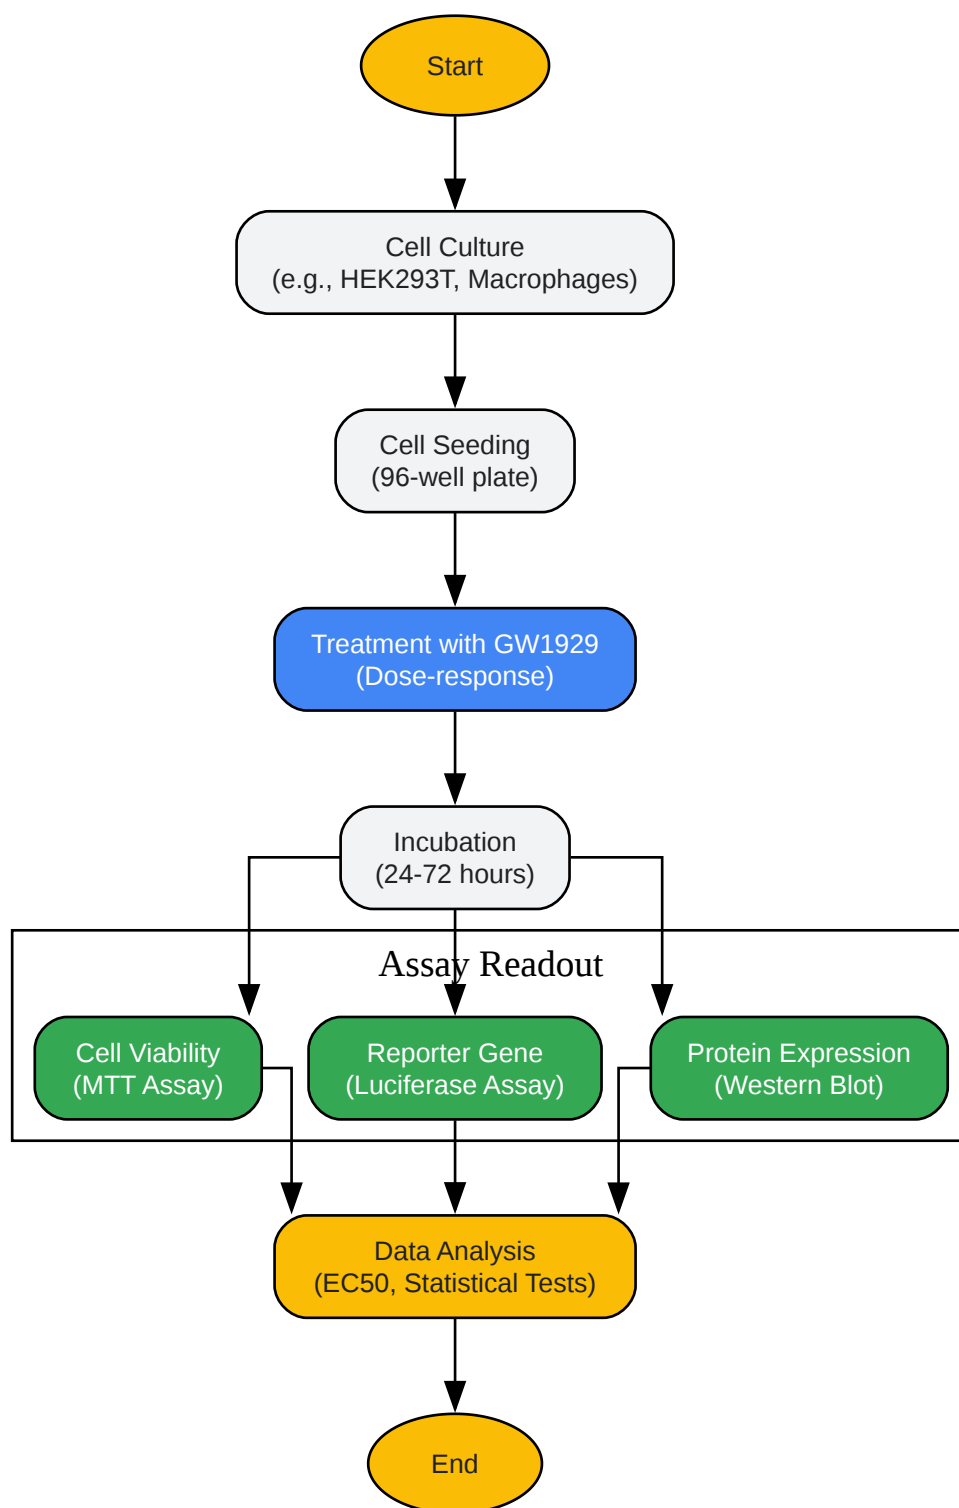 Start
Cell Culture
(e.g., HEK293T, Macrophages)
Cell Seeding
(96-well plate)
Treatment with GW1929
(Dose-response)
Incubation
(24-72 hours)
Assay Readout
Cell Viability
(MTT Assay)
Reporter Gene
(Luciferase Assay)
Protein Expression
(Western Blot)
Data Analysis
(EC50, Statistical Tests)
End